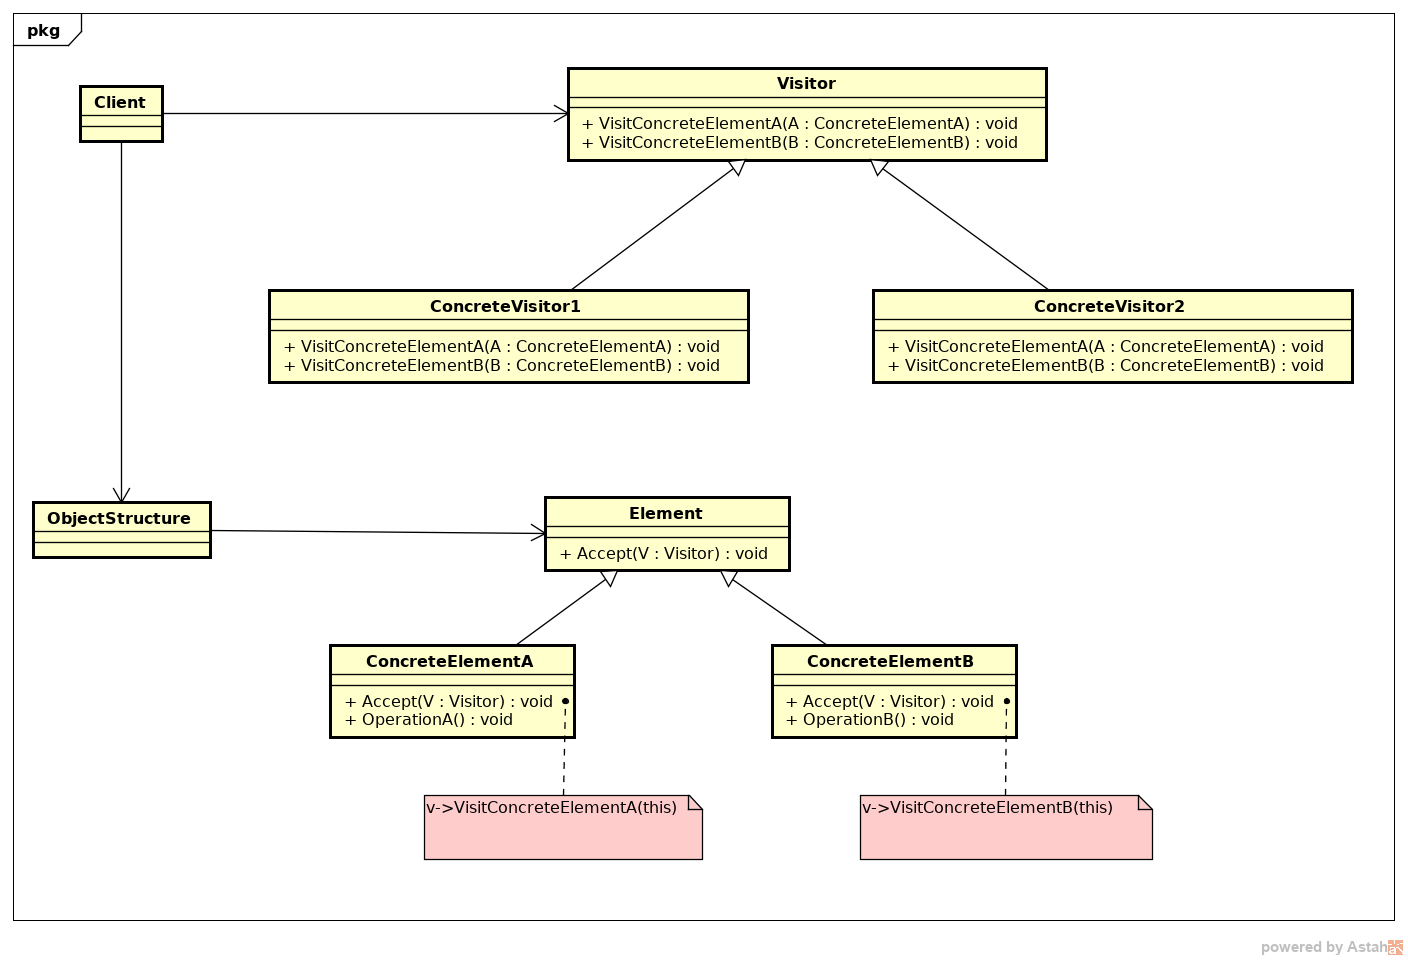 pkg
Client
Visitor
+ VisitConcreteElementA(A : ConcreteElementA) : void
+ VisitConcreteElementB(B : ConcreteElementB) : void
ConcreteVisitor1
+ VisitConcreteElementA(A : ConcreteElementA) : void
+ VisitConcreteElementB(B : ConcreteElementB) : void
ConcreteVisitor2
+ VisitConcreteElementA(A : ConcreteElementA) : void
+ VisitConcreteElementB(B : ConcreteElementB) : void
ObjectStructure
Element
+ Accept(V : Visitor) : void
ConcreteElementA
+ Accept(V : Visitor) : void
+ OperationA() : void
ConcreteElementB
+ Accept(V : Visitor) : void
+ OperationB() : void
v->VisitConcreteElementA(this)
v->VisitConcreteElementB(this)
powered by Astah